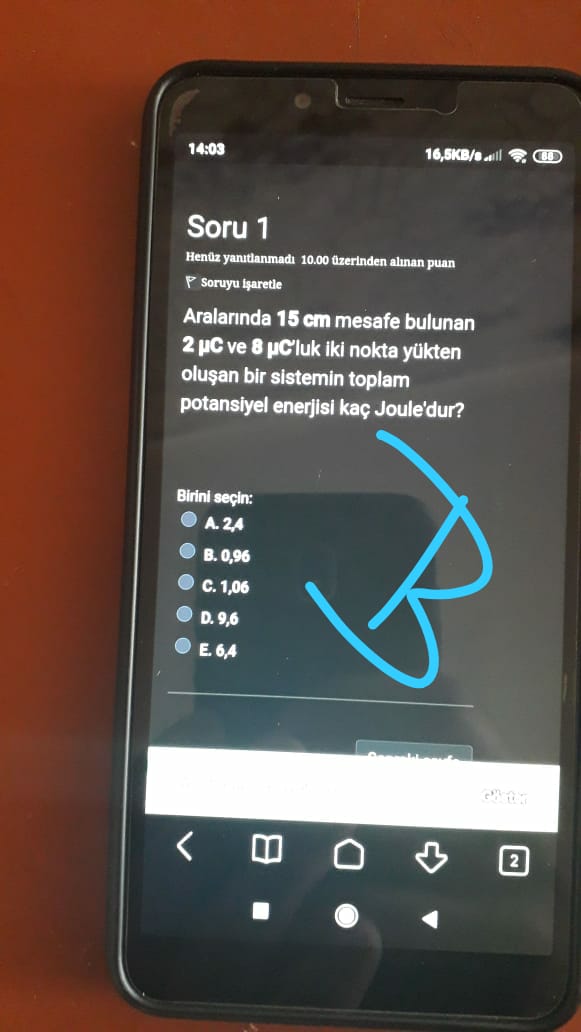 14:03
16,5KB/s 88
Soru 1
Henüz yanıtlanmadı 10.00 üzerinden alınan puan
Soruyu işaretle
Aralarında 15 cm mesafe bulunan
2 µC ve 8 µC'luk iki nokta yükten
oluşan bir sistemin toplam
potansiyel enerjisi kaç Joule'dur?
Birini seçin:
A. 2,4
B. 0,96
C. 1,06
D. 9,6
E. 6,4
B
2